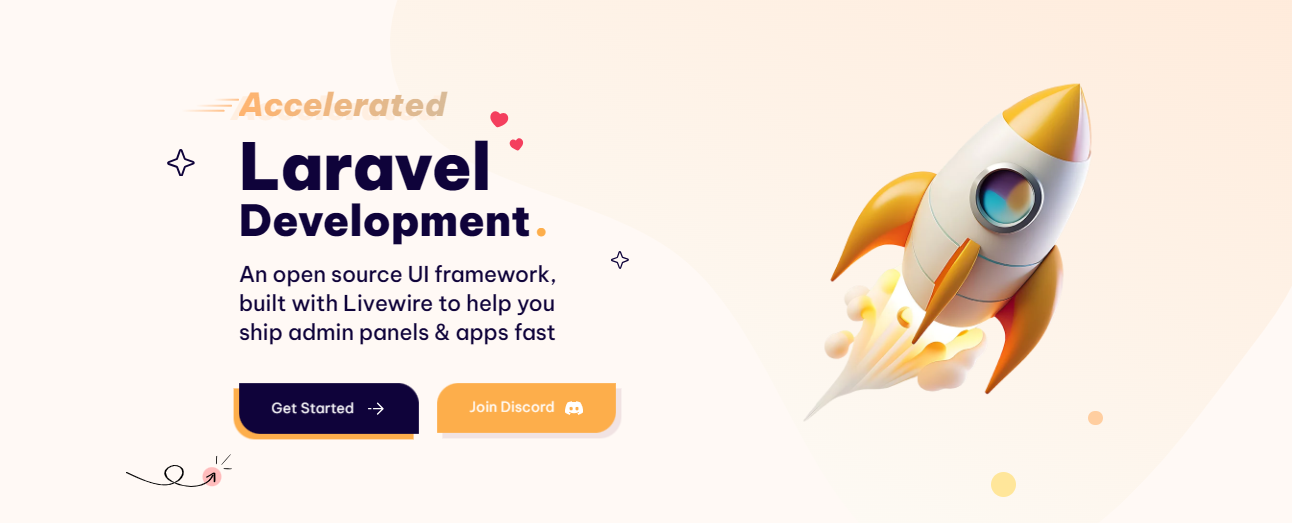 Accelerated
Laravel
Development.
An open source UI framework,
built with Livewire to help you
ship admin panels & apps fast
Get Started
Join Discord